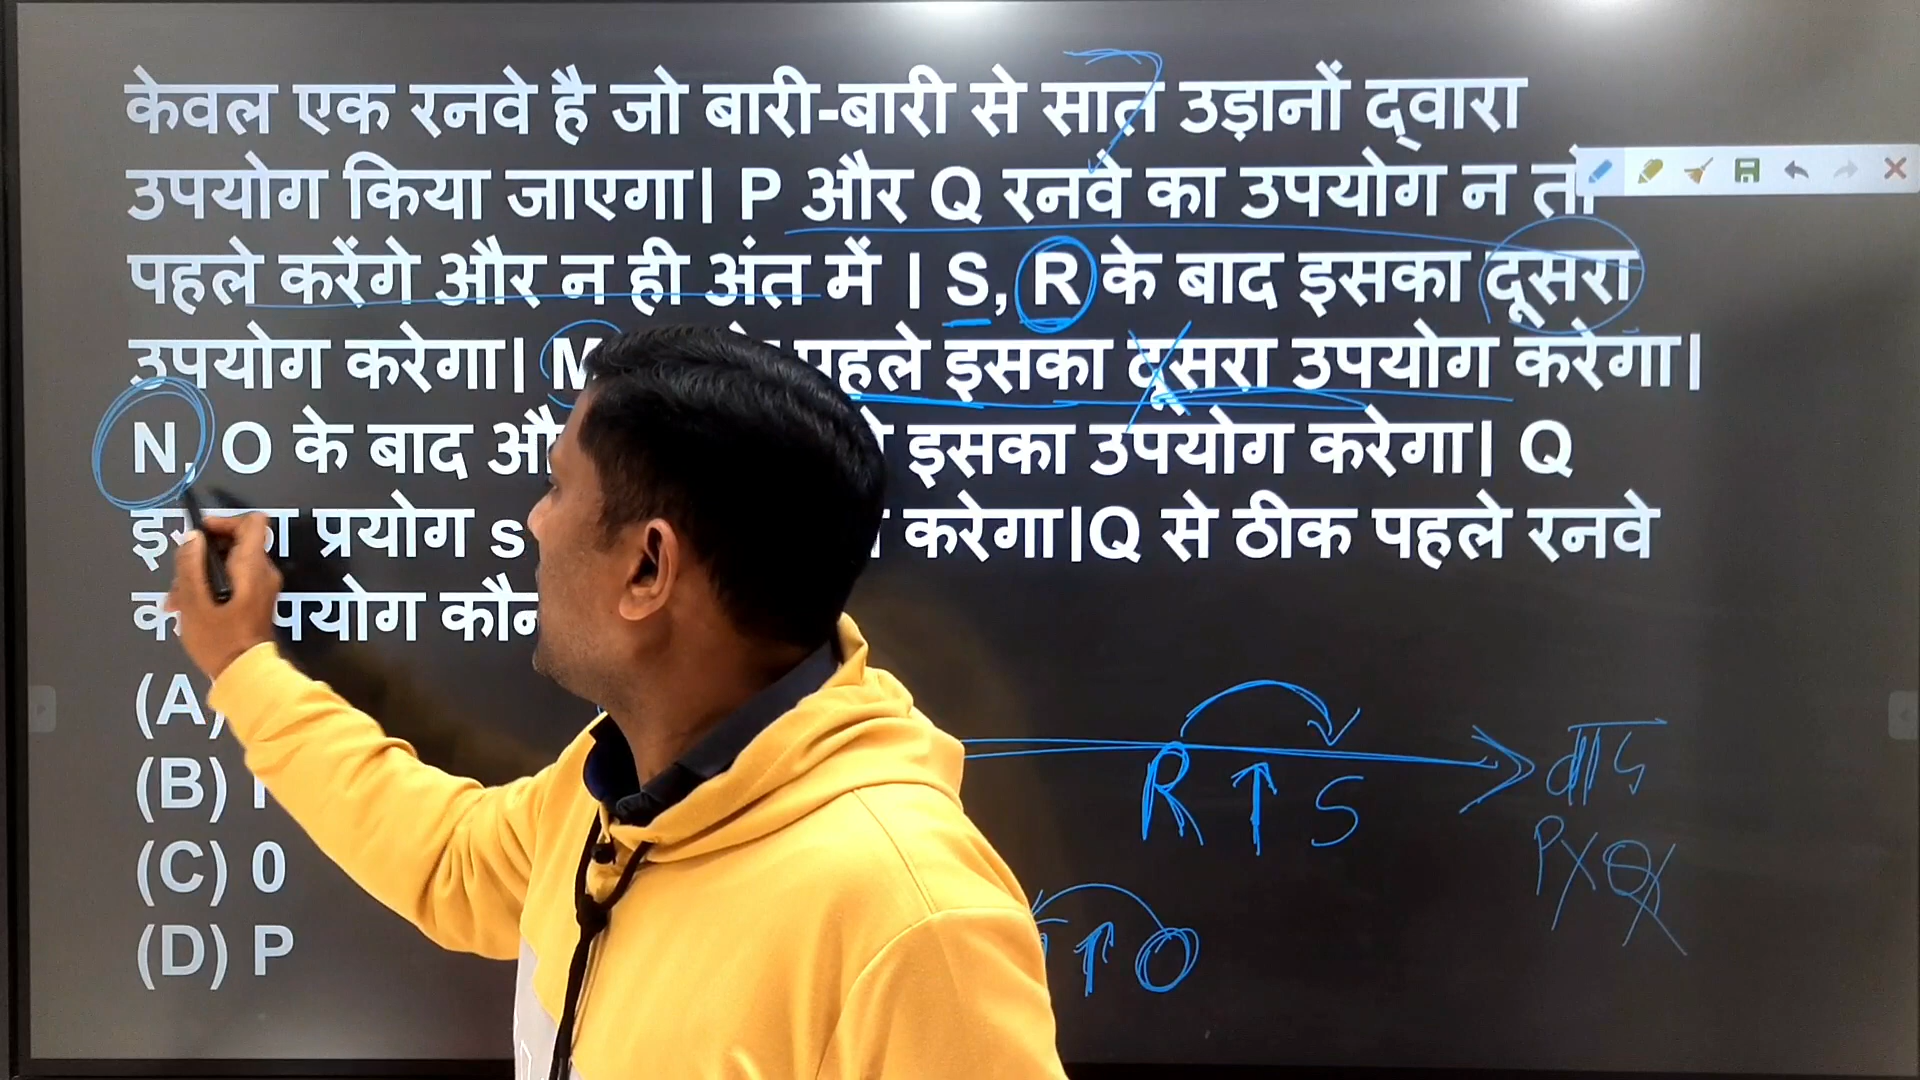 केवल एक रनवे है जो बारी-बारी से सात उड़ानों द्वारा
उपयोग किया जाएगा। P और Q रनवे का उपयोग न तो
पहले करेंगे और न ही अंत में । S, R के बाद इसका दूसरा
उपयोग करेगा। M पहले इसका दूसरा उपयोग करेगा।
N, O के बाद इसका उपयोग करेगा। Q
प्रयोग s करेगा।Q से ठीक पहले रनवे
(A)
(B)
(C) 0
(D) P
R ↑ S बाद
P Q
↑ O